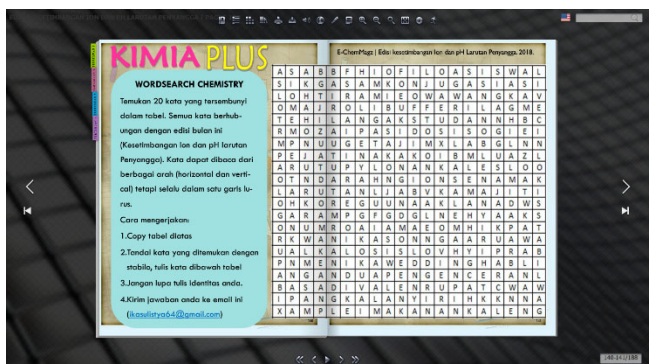 KIMIA PLUS
WORDSEARCH CHEMISTRY
Temukan 20 kata yang tersembunyi
dalam tabel. Semua kata berhub-
ungan dengan edisi bulan ini
(Kesetimbangan Ion dan pH larutan
Penyangga). Kata dapat dibaca dari
berbagai arah (horizontal dan verti-
cal) tetapi selalu dalam satu garis lu-
rus.
Cara mengerjakan:
1.Copy tabel diatas
2.Tandai kata yang ditemukan dengan
stabilo, tulis kata dibawah tabel
3.Jangan lupa tulis identitas anda.
4.Kirim jawaban anda ke email ini
(ikasulistya64@gmail.com)
E-ChemMagz | Edisi kesetimbangan Ion dan pH Larutan Penyangga. 2018.
A S A B B F H I O F I L O A S I S W A L
S I K G A S A M K O N J U G A S I A S I
L O H T I R A M I E O W A W A N G K A V
O M A J R O L I B U F F E R I L A G M E
T E H I L A N G A K S T U D A N N H B C
R M O Z A I P A S I D O S I S O G I E I
M P N U U G E T A J I M X L A B G L N N
P E J A T I N A K A K O I B M L U A Z L
A R U T U P Y L O N A N K A L E S L O O
O T N D A R A H N G I O N S E N A M A K
L A R U T A N L J A B V K A M A J I T I
O H K O R E G U U N A A K L A N A D W S
G A R A M P G F G D G L N E H Y A A K S
O N U M R O A I A M A E O M H I K P A T
R K W A N I K A S O N N G A A R U A W A
U A L K A L O S I S L O V H Y I P R A B
P N M E N I K A W E D D I N G H A B L I
A N G A N D U A P E N G E N C E R A N L
B A S A D I V A L E N R U P A T C W A W
I P A N G K A L A N Y I R I H K K N N A
X A M P L E I M A K A N A N K A L E N G
140-141/188